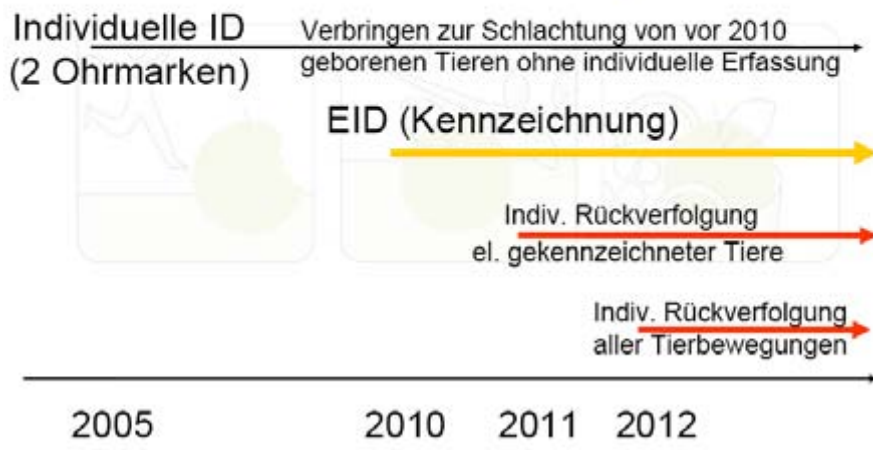 Individuelle ID
(2 Ohrmarken)
Verbringen zur Schlachtung von vor 2010
geborenen Tieren ohne individuelle Erfassung
EID (Kennzeichnung)
Indiv. Rückverfolgung
el. gekennzeichneter Tiere
Indiv. Rückverfolgung
aller Tierbewegungen
2005 2010 2011 2012